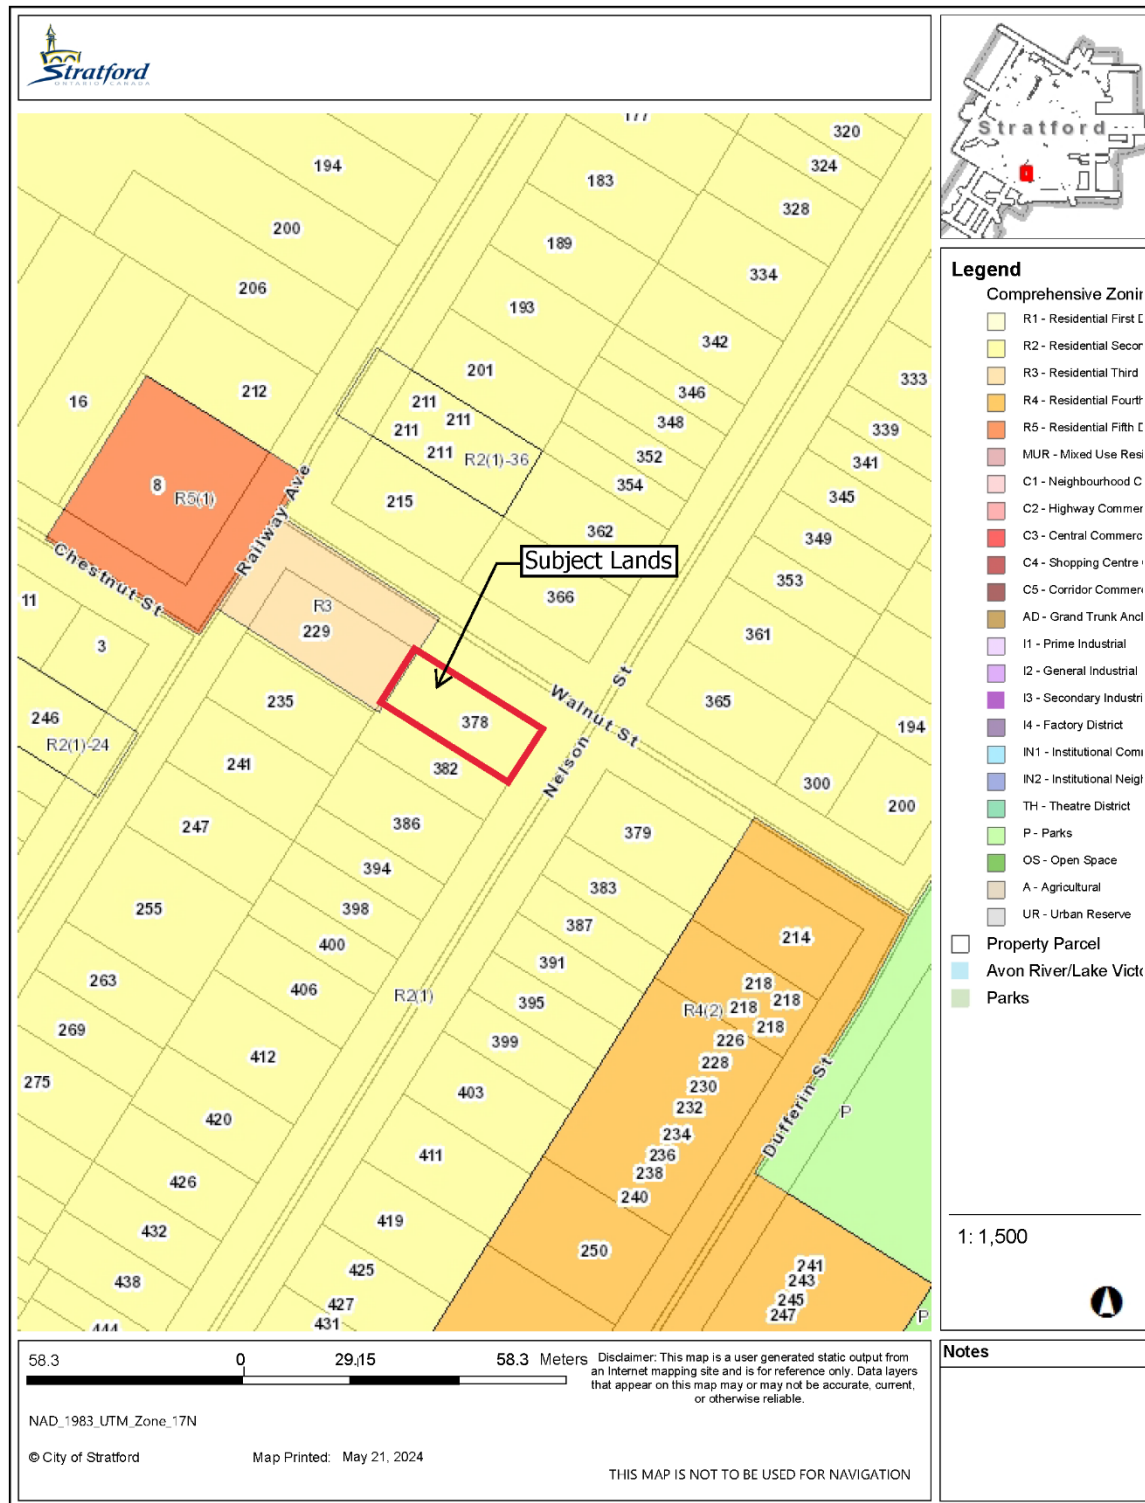 Stratford
ONTARIO CANADA
Stratford
177
320
194
324
183
328
200
189
334
206
193
342
201
333
212
346
16
211
211
348
339
211
352
211
R2(1)-36
341
8
R5(1)
354
345
215
362
349
Railway Ave
Subject Lands
353
Chestnut St
11
366
R3
229
361
3
St
Walnut St
235
365
246
378
194
R2(1)-24
241
382
Nelson
300
200
247
386
379
394
383
255
398
387
214
400
391
263
406
R2(1)
395
218
218
218
R4(2)
218
269
399
226
412
228
275
403
230
232
P
420
234
Dufferin St
411
236
238
426
240
419
432
250
425
241
438
243
427
245
444
431
247
P
Legend
Comprehensive Zonin
R1 - Residential First D
R2 - Residential Secon
R3 - Residential Third
R4 - Residential Fourth
R5 - Residential Fifth D
MUR - Mixed Use Resi
C1 - Neighbourhood C
C2 - Highway Commer
C3 - Central Commerc
C4 - Shopping Centre
C5 - Corridor Commer
AD - Grand Trunk Anch
I1 - Prime Industrial
I2 - General Industrial
I3 - Secondary Industri
I4 - Factory District
IN1 - Institutional Comm
IN2 - Institutional Neigh
TH - Theatre District
P - Parks
OS - Open Space
A - Agricultural
UR - Urban Reserve
Property Parcel
Avon River/Lake Victo
Parks
1: 1,500
58.3 0 29.15 58.3 Meters
NAD_1983_UTM_Zone_17N
© City of Stratford Map Printed: May 21, 2024
Disclaimer: This map is a user generated static output from
an Internet mapping site and is for reference only. Data layers
that appear on this map may or may not be accurate, current,
or otherwise reliable.
THIS MAP IS NOT TO BE USED FOR NAVIGATION
Notes